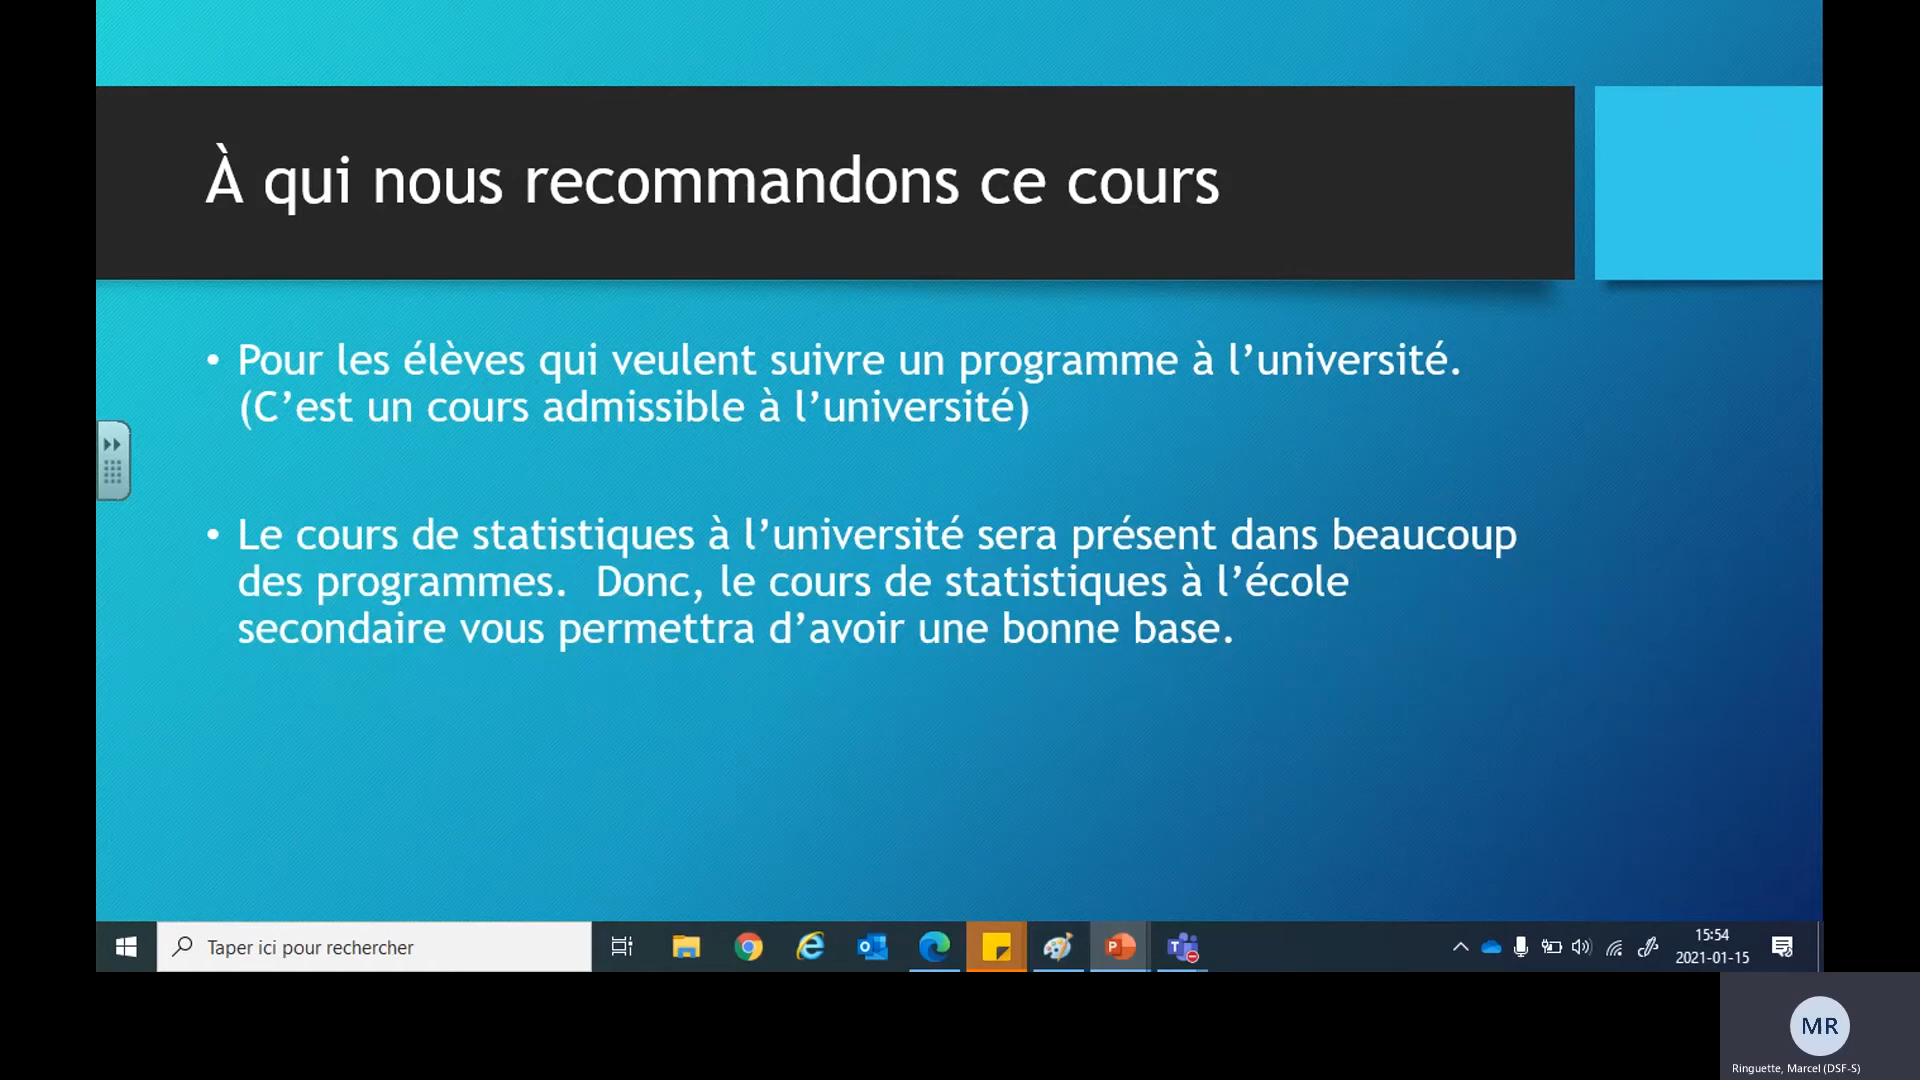 À qui nous recommandons ce cours
• Pour les élèves qui veulent suivre un programme à l’université.
(C’est un cours admissible à l’université)
• Le cours de statistiques à l’université sera présent dans beaucoup
des programmes.  Donc, le cours de statistiques à l’école
secondaire vous permettra d’avoir une bonne base.
Taper ici pour rechercher
15:54
2021-01-15
MR
Ringuette, Marcel (DSF-S)